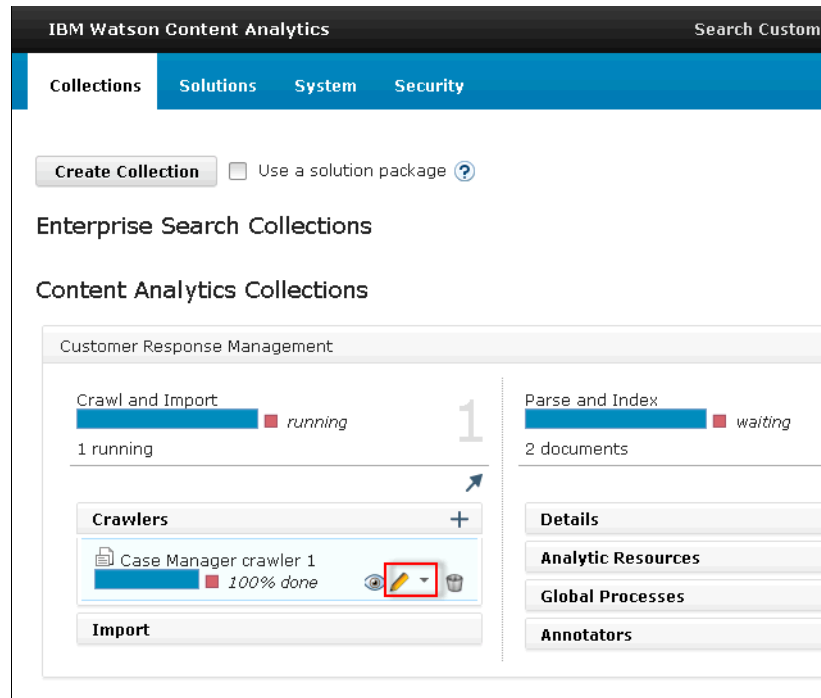 IBM Watson Content Analytics
Search Custom
Collections
Solutions
System
Security
Create Collection
Use a solution package ?
Enterprise Search Collections
Content Analytics Collections
Customer Response Management
Crawl and Import
running
1
1 running
Crawlers
Case Manager crawler 1
100% done
Import
Parse and Index
waiting
2 documents
Details
Analytic Resources
Global Processes
Annotators